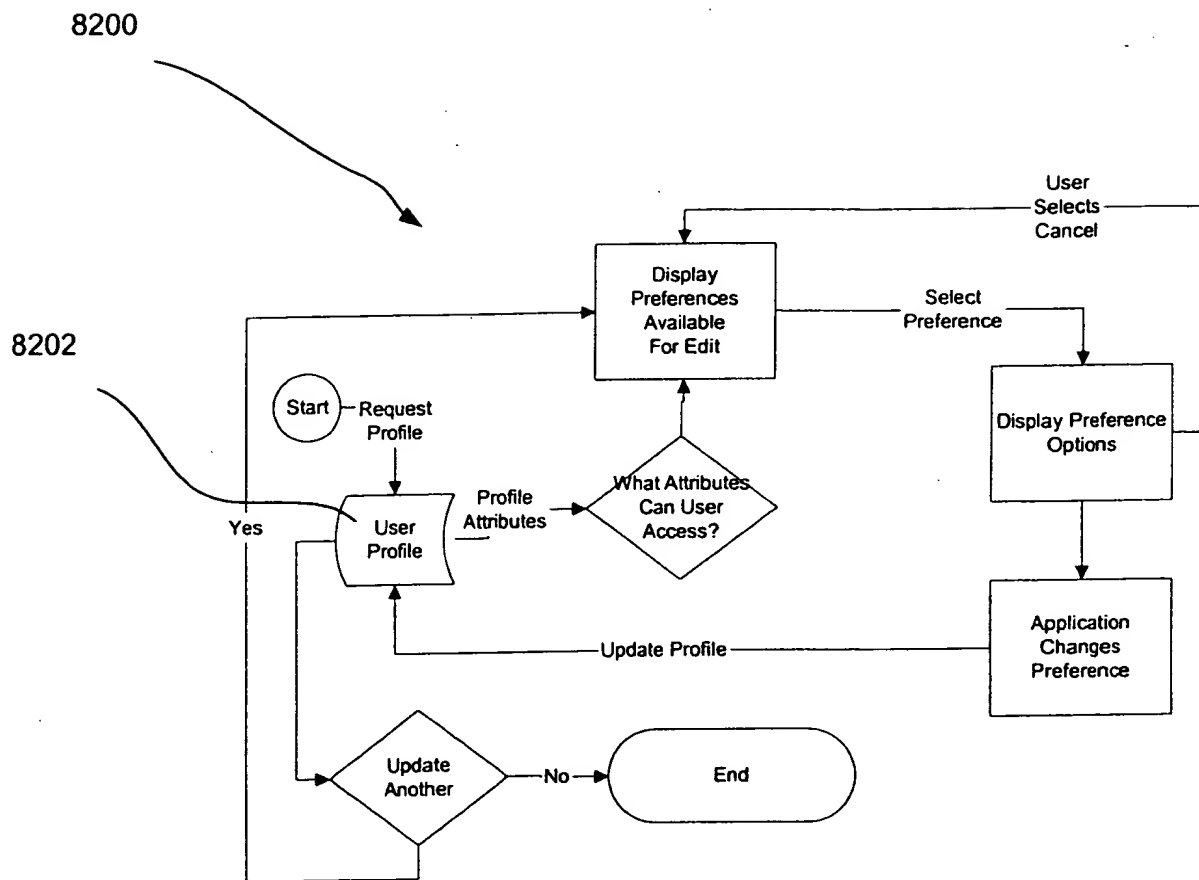 8200
User
Selects
Cancel
Display
Preferences
Available
For Edit
Select
Preference
8202
Start
Request
Profile
Display Preference
Options
What Attributes
Can User
Access?
Profile
Attributes
User
Profile
Yes
Application
Changes
Preference
Update Profile
Update
Another
No
End